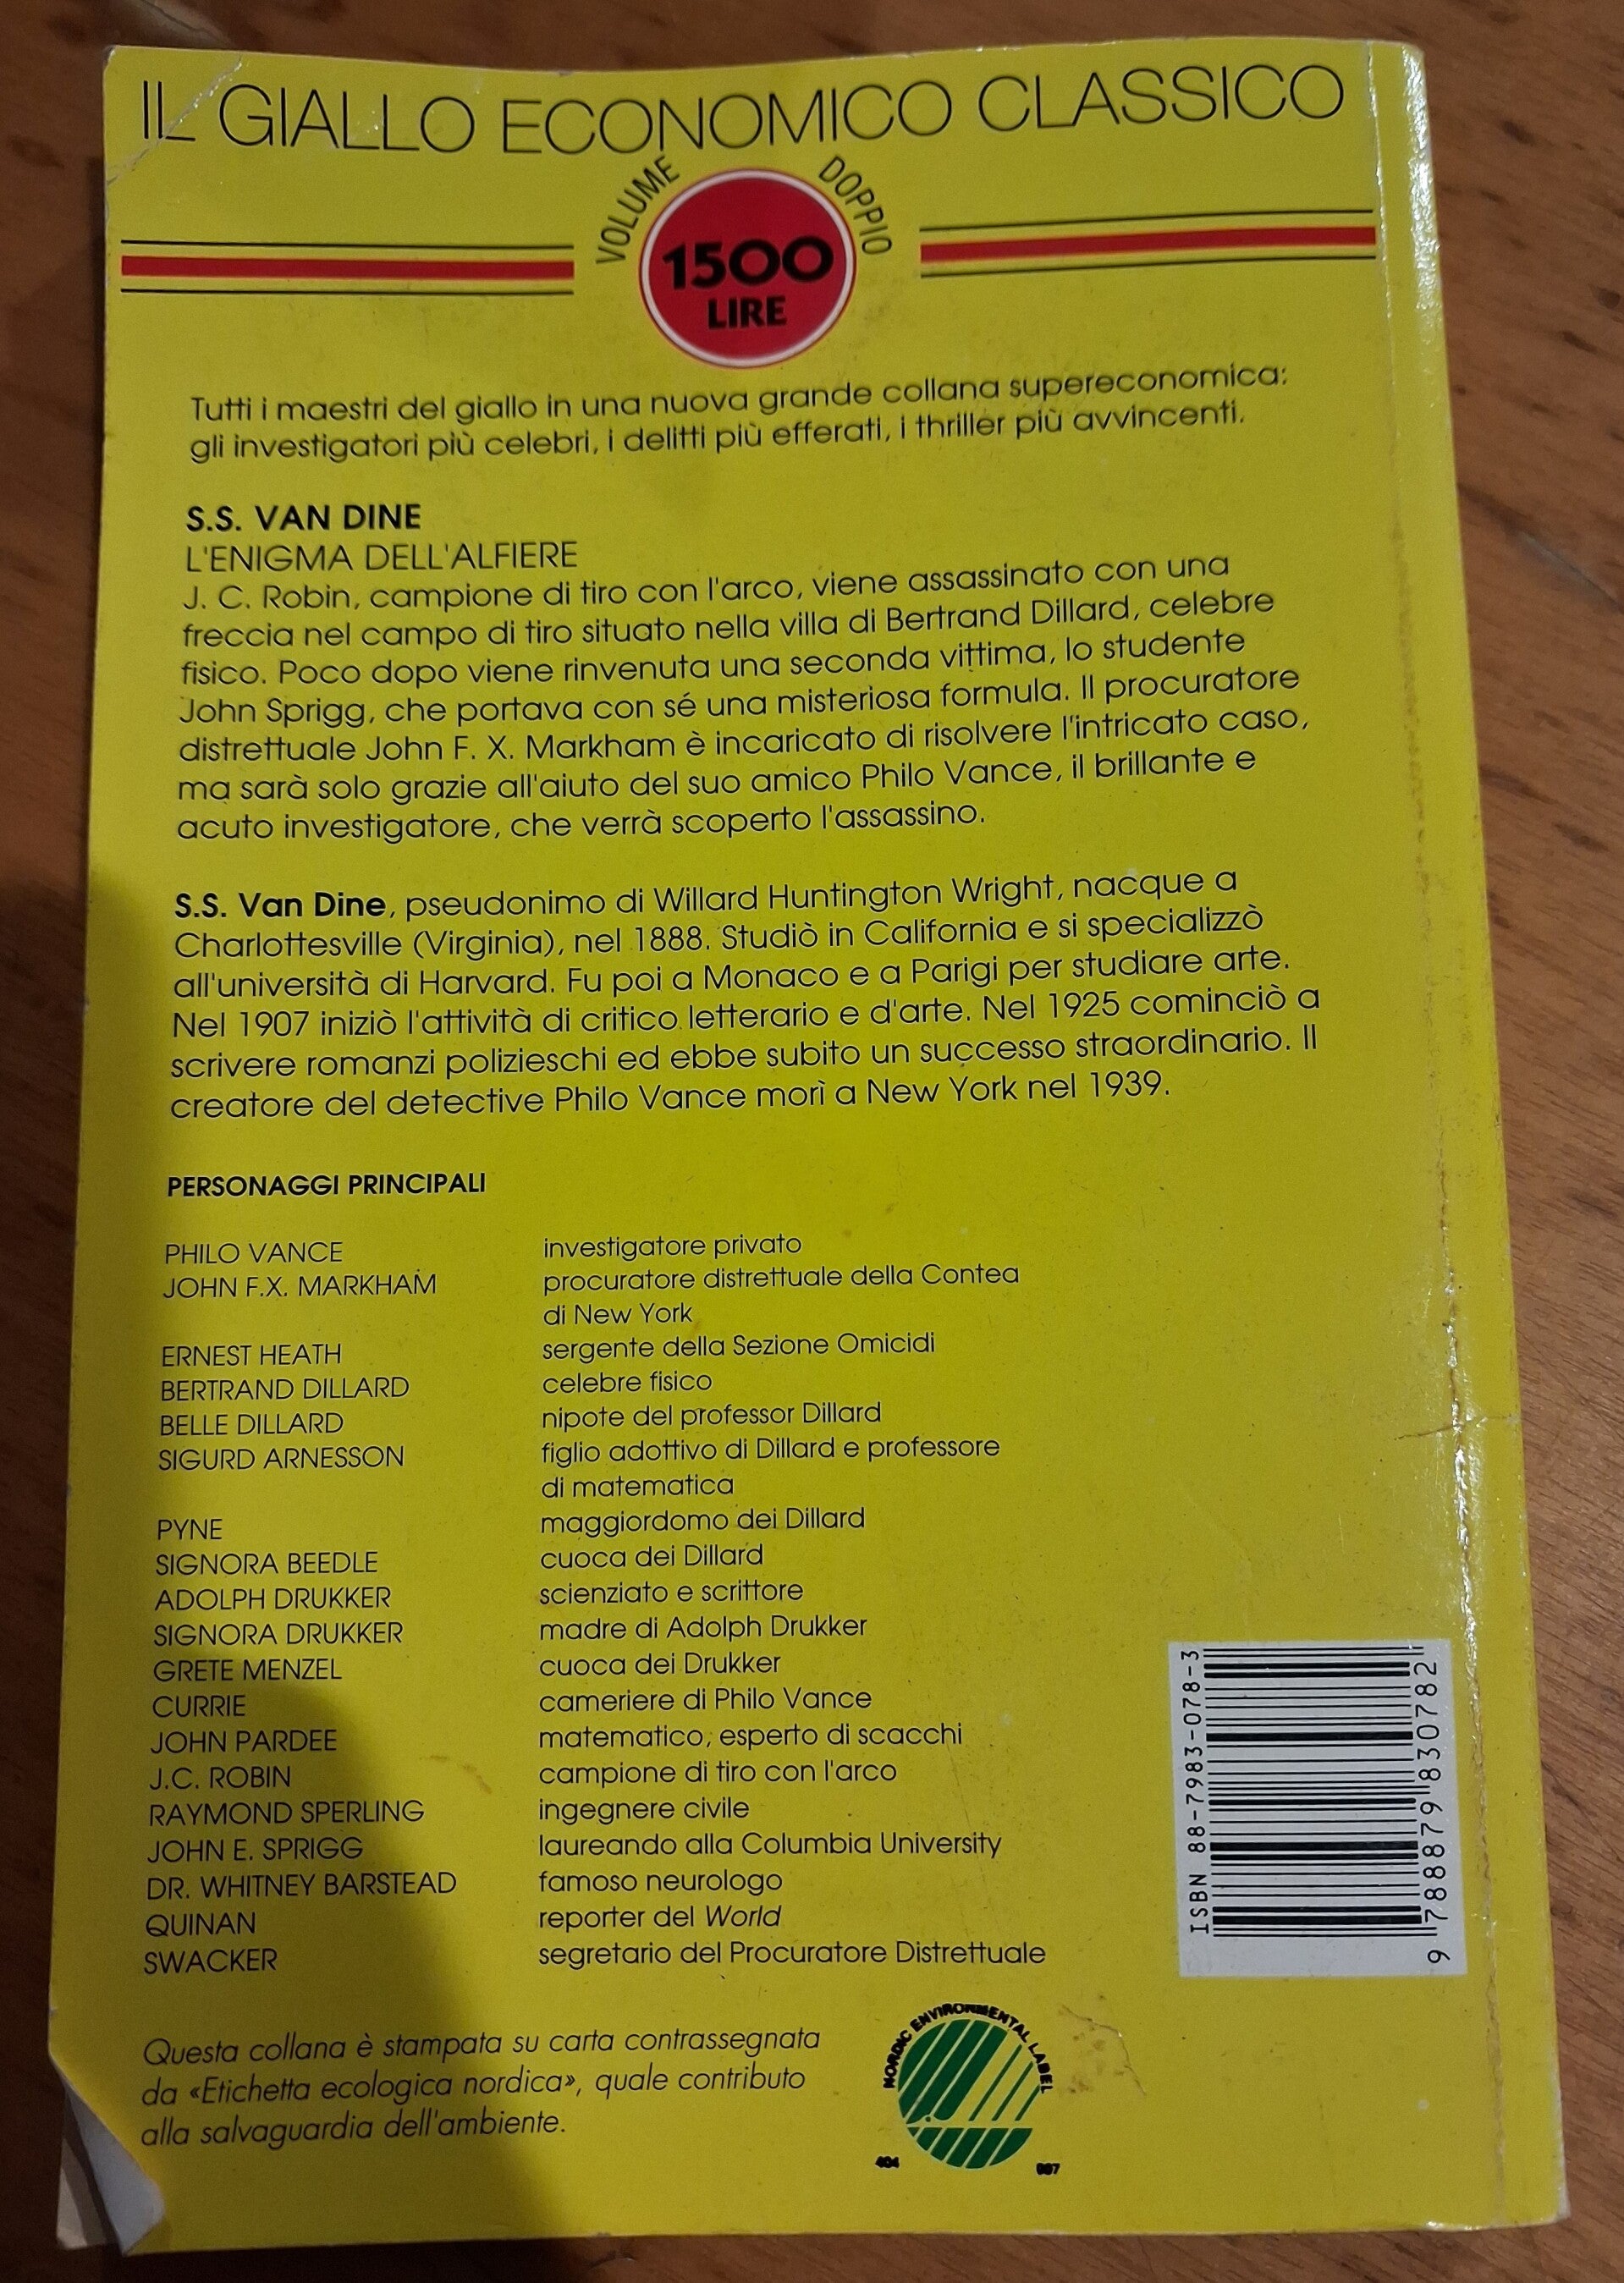 IL GIALLO ECONOMICO CLASSICO
VOLUME DOPPIO
1500
LIRE
Tutti i maestri del giallo in una nuova grande collana supereconomica:
gli investigatori più celebri, i delitti più efferati, i thriller più avvincenti.
S.S. VAN DINE
L'ENIGMA DELL'ALFIERE
J. C. Robin, campione di tiro con l'arco, viene assassinato con una
freccia nel campo di tiro situato nella villa di Bertrand Dillard, celebre
fisico. Poco dopo viene rinvenuta una seconda vittima, lo studente
John Sprigg, che portava con sé una misteriosa formula. Il procuratore
distrettuale John F. X. Markham è incaricato di risolvere l'intricato caso,
ma sarà solo grazie all'aiuto del suo amico Philo Vance, il brillante e
acuto investigatore, che verrà scoperto l'assassino.
S.S. Van Dine, pseudonimo di Willard Huntington Wright, nacque a
Charlottesville (Virginia), nel 1888. Studiò in California e si specializzò
all'università di Harvard. Fu poi a Monaco e a Parigi per studiare arte.
Nel 1907 iniziò l'attività di critico letterario e d'arte. Nel 1925 cominciò a
scrivere romanzi polizieschi ed ebbe subito un successo straordinario. Il
creatore del detective Philo Vance morì a New York nel 1939.
PERSONAGGI PRINCIPALI
PHILO VANCE investigatore privato
JOHN F.X. MARKHAM procuratore distrettuale della Contea
di New York
ERNEST HEATH sergente della Sezione Omicidi
BERTRAND DILLARD celebre fisico
BELLE DILLARD nipote del professor Dillard
SIGURD ARNESSON figlio adottivo di Dillard e professore
di matematica
PYNE maggiordomo dei Dillard
SIGNORA BEEDLE cuoca dei Dillard
ADOLPH DRUKKER scienziato e scrittore
SIGNORA DRUKKER madre di Adolph Drukker
GRETE MENZEL cuoca dei Drukker
CURRIE cameriere di Philo Vance
JOHN PARDEE matematico, esperto di scacchi
J.C. ROBIN campione di tiro con l'arco
RAYMOND SPERLING ingegnere civile
JOHN E. SPRIGG laureando alla Columbia University
DR. WHITNEY BARSTEAD famoso neurologo
QUINAN reporter del World
SWACKER segretario del Procuratore Distrettuale
ISBN 88-7983-078-3
9 788879 830782
Questa collana è stampata su carta contrassegnata
da «Etichetta ecologica nordica», quale contributo
alla salvaguardia dell'ambiente.
NORDIC ENVIRONMENTAL LABEL
404